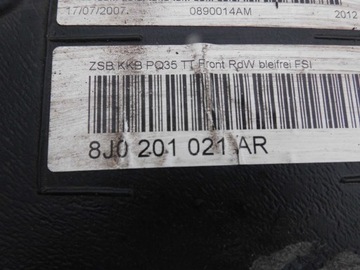 17/07/2007. 0890014AM 2012
ZSB KKB PQ35 TT Front RdW bleifrei FSI
8J0 201 021 AR